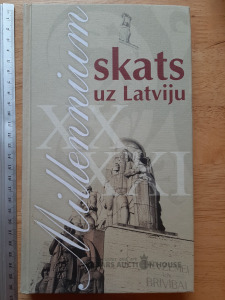 Millennium
skats
uz Latviju
XX
XXI
BRĪVĪBAI